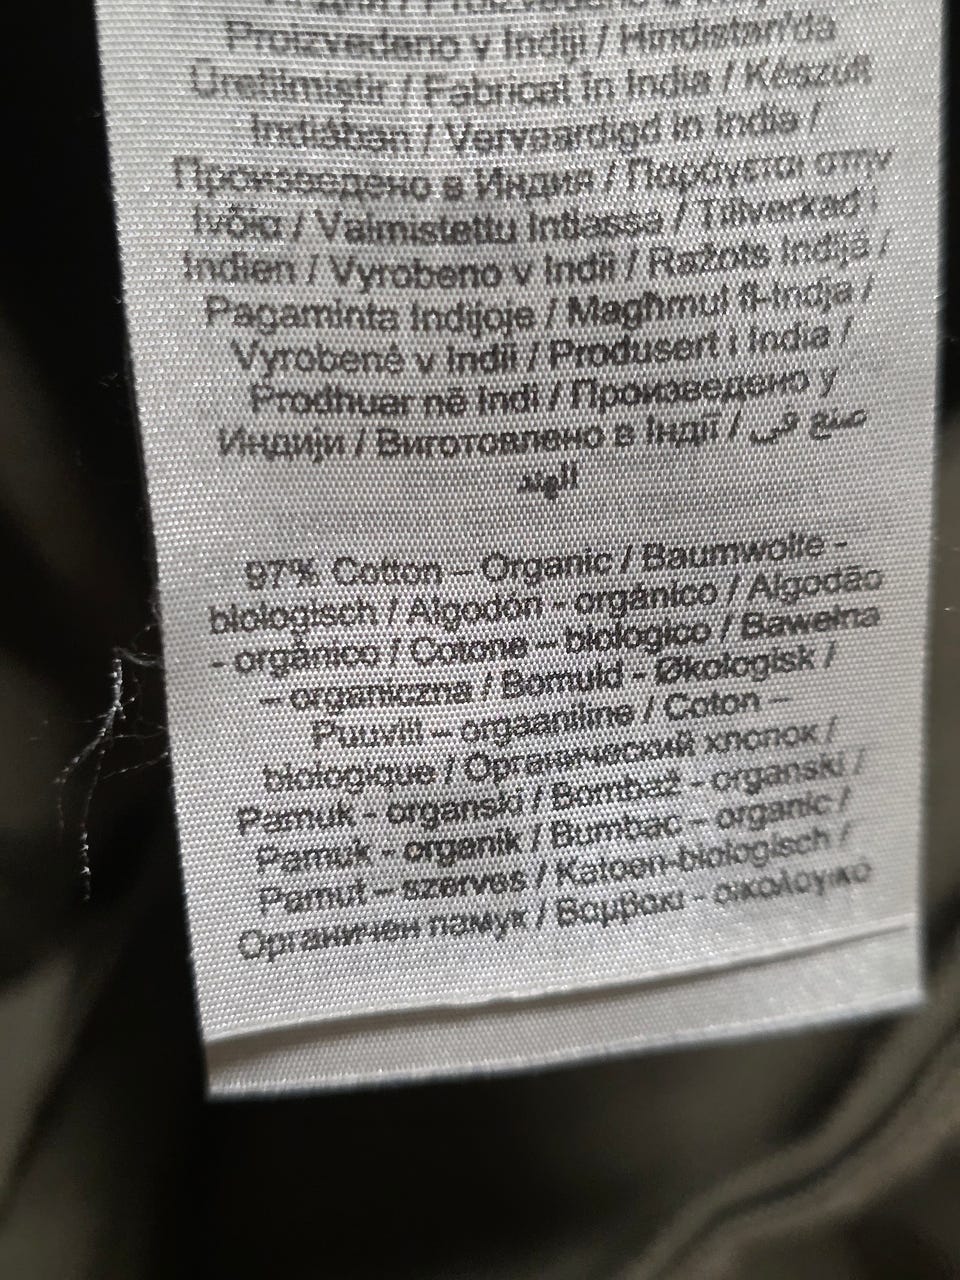 Proizvedeno v Indiji / Hindistan'da
Üretilmiştir / Fabricat în India / Készült
Indiában / Vervaardigd in India /
Произведено в Индия / Παράγεται στην
Ινδία / Valmistettu Intiassa / Tillverkad i
Indien / Vyrobeno v Indii / Ražots Indijā /
Pagaminta Indijoje / Magħmul fl-Indja /
Vyrobené v Indii / Produsert i India /
Prodhuar në Indi / Произведено у
Индији / Виготовлено в Індії / صنع في
الهند
97% Cotton – Organic / Baumwolle -
biologisch / Algodón - orgánico / Algodão
- orgânico / Cotone – biologico / Bawełna
– organiczna / Bomuld - Økologisk /
Puuvill – orgaaniline / Coton –
biologique / Органический хлопок /
Pamuk - organski / Bombaž - organski /
Pamuk - organik / Bumbac – organic /
Pamut – szerves / Katoen-biologisch /
Органичен памук / Βαμβακι - οικολογικο